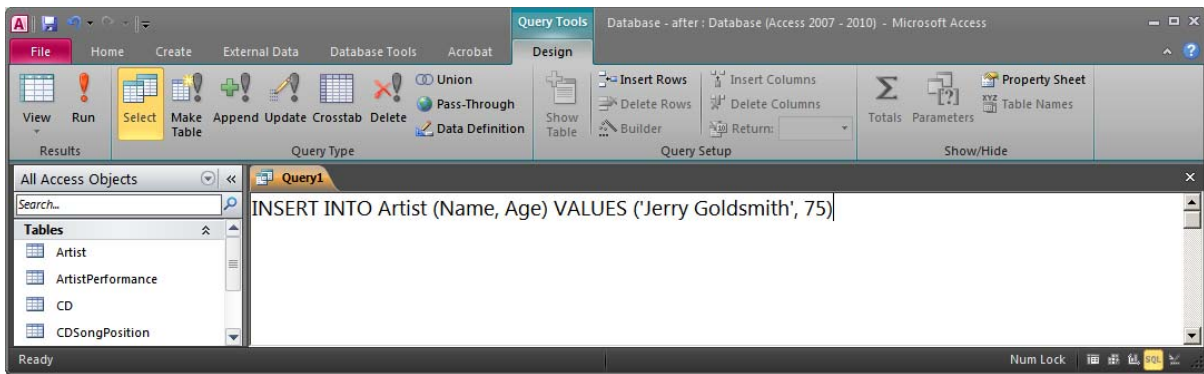 A
Query Tools
Database - after : Database (Access 2007 - 2010) - Microsoft Access
File Home Create External Data Database Tools Acrobat Design
View
Run
Select
Make Table
Append
Update
Crosstab
Delete
Union
Pass-Through
Data Definition
Show Table
Insert Rows
Delete Rows
Builder
Insert Columns
Delete Columns
Return:
Totals
Parameters
Property Sheet
XYZ Table Names
Results
Query Type
Query Setup
Show/Hide
All Access Objects
Search...
Tables
Artist
ArtistPerformance
CD
CDSongPosition
Query1
INSERT INTO Artist (Name, Age) VALUES ('Jerry Goldsmith', 75)
Ready
Num Lock
SQL